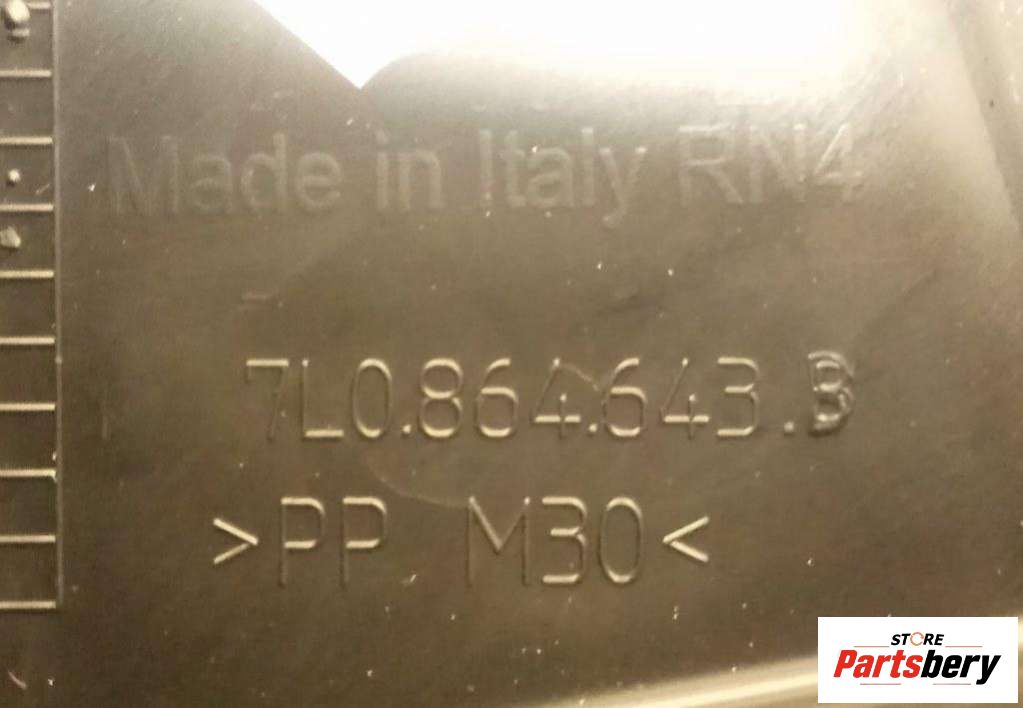 Made in Italy RN4
7L0.864.643.B
>PP M30<
STORE
Partsbery